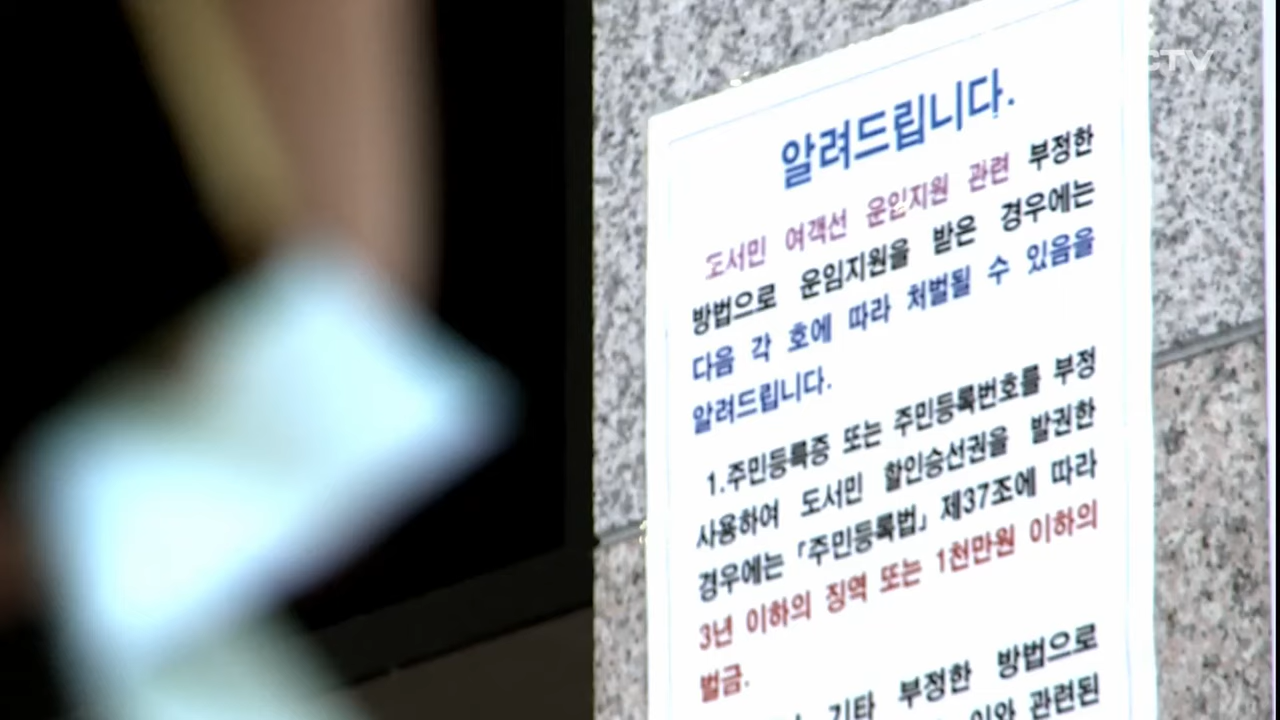 CTV
알려드립니다.
도서민 여객선 운임지원 관련 부정한
방법으로 운임지원을 받은 경우에는
다음 각 호에 따라 처벌될 수 있음을
알려드립니다.
1.주민등록증 또는 주민등록번호를 부정
사용하여 도서민 할인승선권을 발권한
경우에는 「주민등록법」 제37조에 따라
3년 이하의 징역 또는 1천만원 이하의
벌금.
기타 부정한 방법으로
이와 관련된